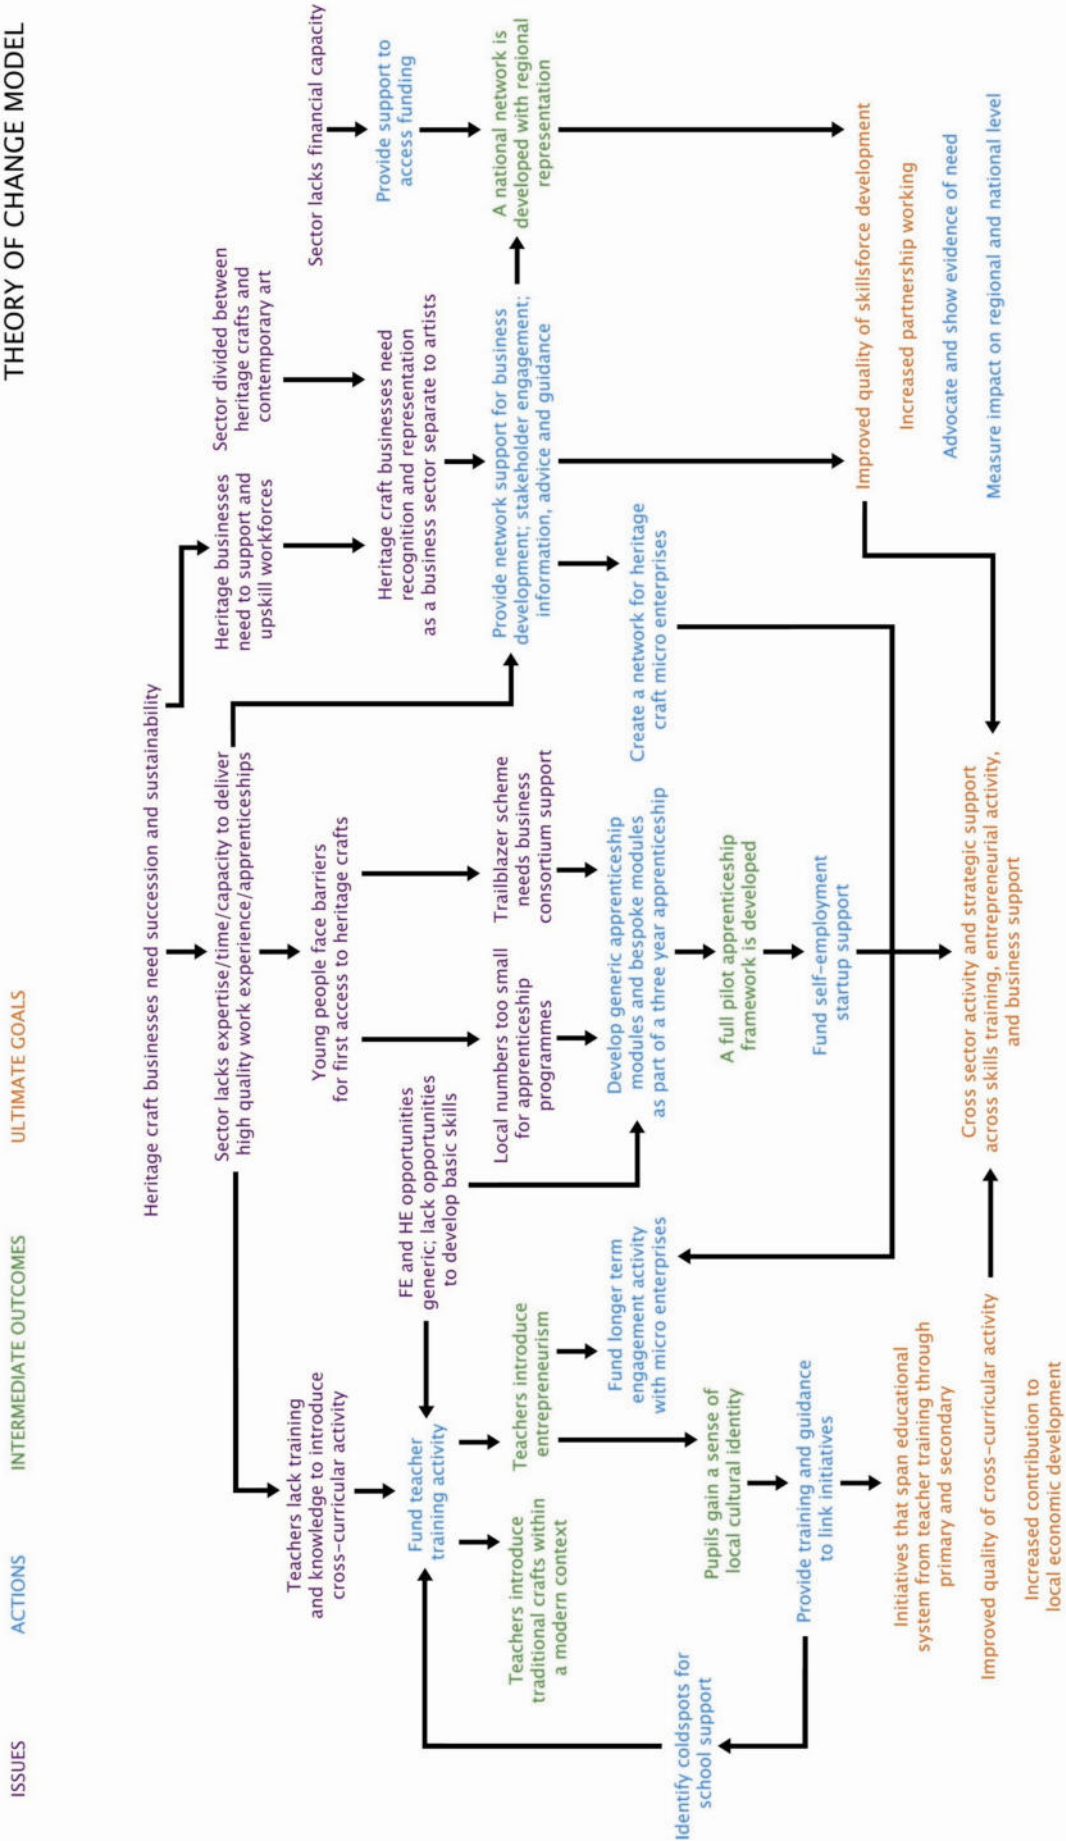 THEORY OF CHANGE MODEL
ISSUES
ACTIONS
INTERMEDIATE OUTCOMES
ULTIMATE GOALS
Heritage craft businesses need succession and sustainability
Sector lacks expertise/time/capacity to deliver
high quality work experience/apprenticeships
Heritage businesses
need to support and
upskill workforces
Sector divided between
heritage crafts and
contemporary art
Sector lacks financial capacity
Teachers lack training
and knowledge to introduce
cross-curricular activity
Young people face barriers
for first access to heritage crafts
Heritage craft businesses need
recognition and representation
as a business sector separate to artists
Provide support to
access funding
Fund teacher
training activity
FE and HE opportunities
generic; lack opportunities
to develop basic skills
Local numbers too small
for apprenticeship
programmes
Trailblazer scheme
needs business
consortium support
Provide network support for business
development; stakeholder engagement;
information, advice and guidance
A national network is
developed with regional
representation
Teachers introduce
traditional crafts within
a modern context
Teachers introduce
entrepreneurism
Fund longer term
engagement activity
with micro enterprises
Develop generic apprenticeship
modules and bespoke modules
as part of a three year apprenticeship
Create a network for heritage
craft micro enterprises
Identify coldspots for
school support
Pupils gain a sense of
local cultural identity
A full pilot apprenticeship
framework is developed
Provide training and guidance
to link initiatives
Fund self-employment
startup support
Improved quality of skillsforce development
Increased partnership working
Advocate and show evidence of need
Measure impact on regional and national level
Initiatives that span educational
system from teacher training through
primary and secondary
Improved quality of cross-curricular activity
Increased contribution to
local economic development
Cross sector activity and strategic support
across skills training, entrepreneurial activity,
and business support